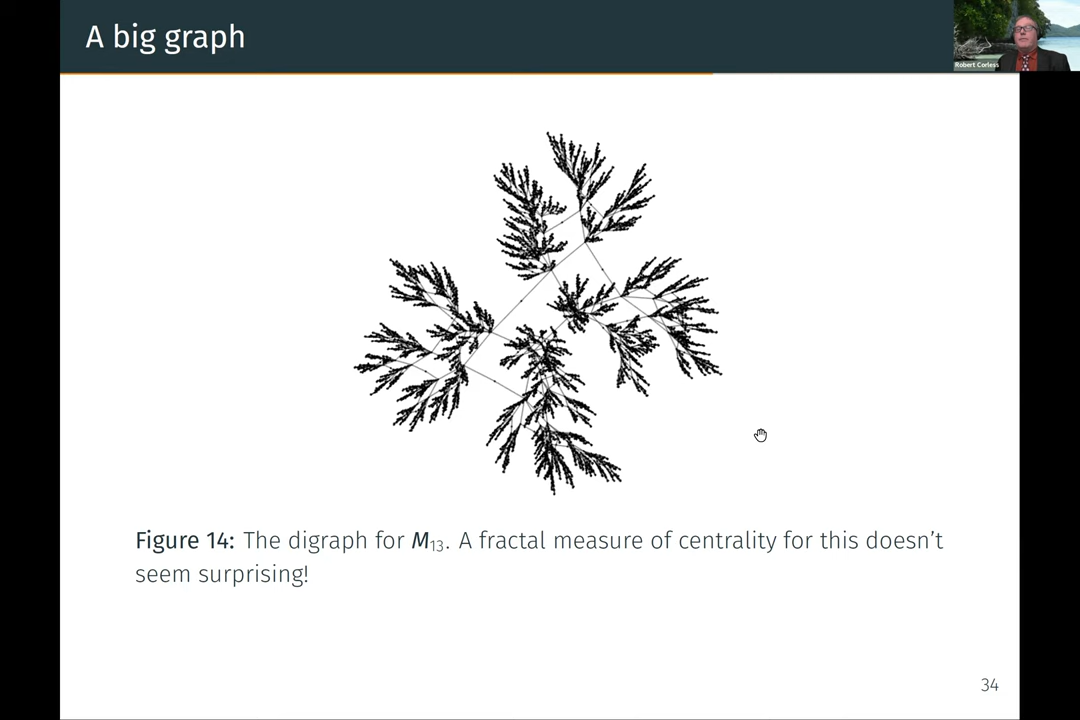 A big graph
Robert Corless
Figure 14: The digraph for M₁₃. A fractal measure of centrality for this doesn’t
seem surprising!
34